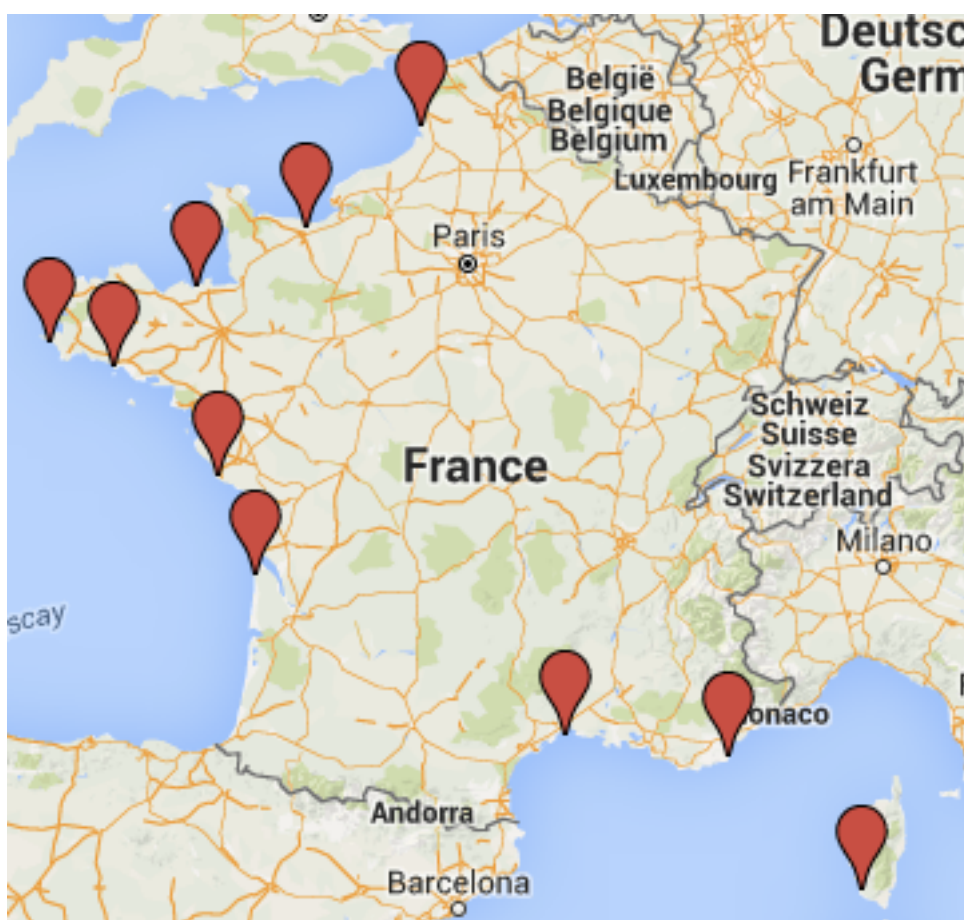 Deutsc
Germ
België
Belgique
Belgium
Luxembourg
Frankfurt
am Main
Paris
Schweiz
Suisse
Svizzera
Switzerland
France
Milano
scay
onaco
Andorra
Barcelona